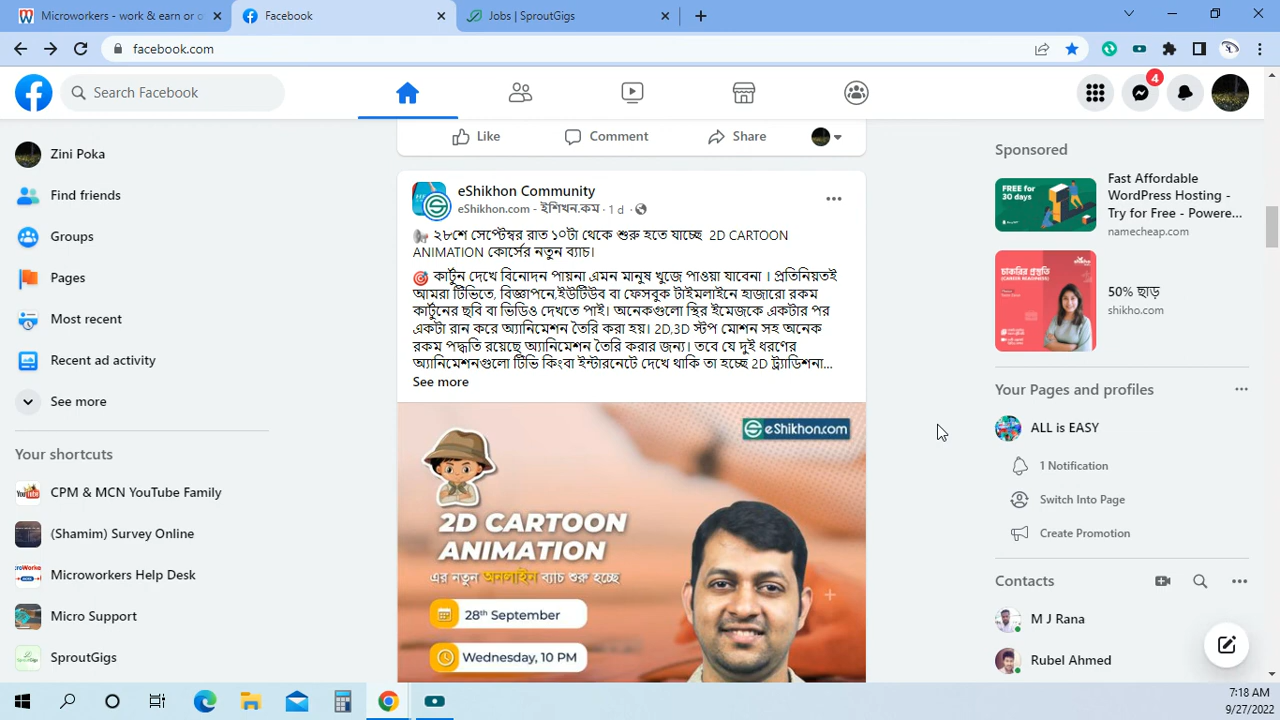 Microworkers - work & earn or c
Facebook
Jobs | SproutGigs
facebook.com
Search Facebook
4
Like
Comment
Share
Zini Poka
Find friends
Groups
Pages
Most recent
Recent ad activity
See more
Your shortcuts
CPM & MCN YouTube Family
(Shamim) Survey Online
Microworkers Help Desk
Micro Support
SproutGigs
eShikhon Community
eShikhon.com - ইশিখন.কম · 1 d ·
২৮শে সেপ্টেম্বর রাত ১০টা থেকে শুরু হতে যাচ্ছে 2D CARTOON
ANIMATION কোর্সের নতুন ব্যাচ।
কার্টুন দেখে বিনোদন পায়না এমন মানুষখুজে পাওয়া যাবেনা । প্রতিনিয়তই
আমরা টিভিতে, বিজ্ঞাপনে,ইউটিউব বা ফেসবুক টাইমলাইনে হাজারো রকম
কার্টুনের ছবি বা ভিডিও দেখতে পাই। অনেকগুলো স্থির ইমেজকে একটার পর
একটা রান করে অ্যানিমেশন তৈরি করা হয়। 2D,3D স্টপ মোশন সহ অনেক
রকম পদ্ধতি রয়েছে অ্যানিমেশন তৈরি করার জন্য। তবে যে দুই ধরণের
অ্যানিমেশনগুলো টিভি কিংবা ইন্টারনেটে দেখে থাকি তা হচ্ছে 2D ট্র্যাডিশনা...
See more
eShikhon.com
2D CARTOON
ANIMATION
এর নতুন অনলাইন ব্যাচ শুরু হচ্ছে
28th September
Wednesday, 10 PM
Sponsored
FREE for
30 days
Fast Affordable
WordPress Hosting -
Try for Free - Powere...
namecheap.com
চাকরির প্রস্তুতি
50% ছাড়
shikho.com
Your Pages and profiles
ALL is EASY
1 Notification
Switch Into Page
Create Promotion
Contacts
M J Rana
Rubel Ahmed
7:18 AM
9/27/2022